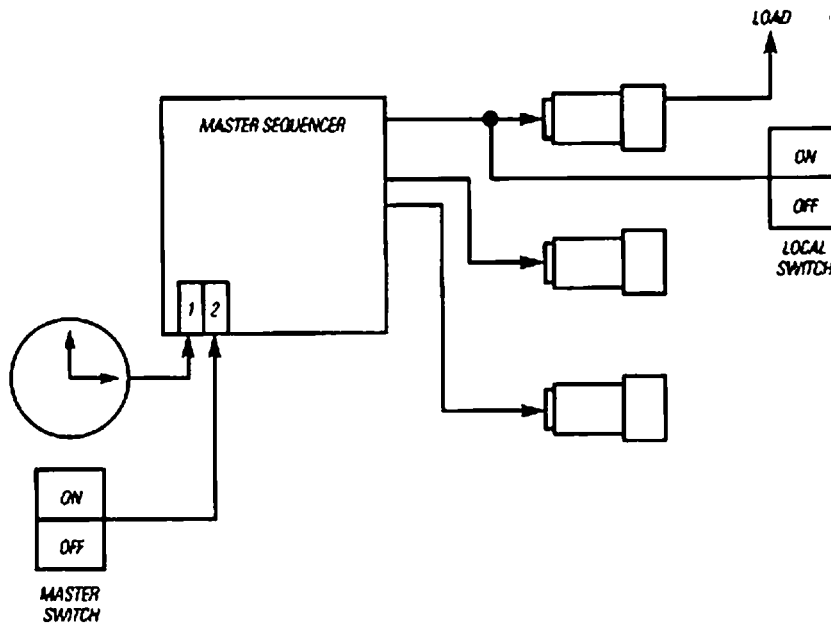 LOAD
MASTER SEQUENCER
ON
OFF
LOCAL
SWITCH
1 2
ON
OFF
MASTER
SWITCH